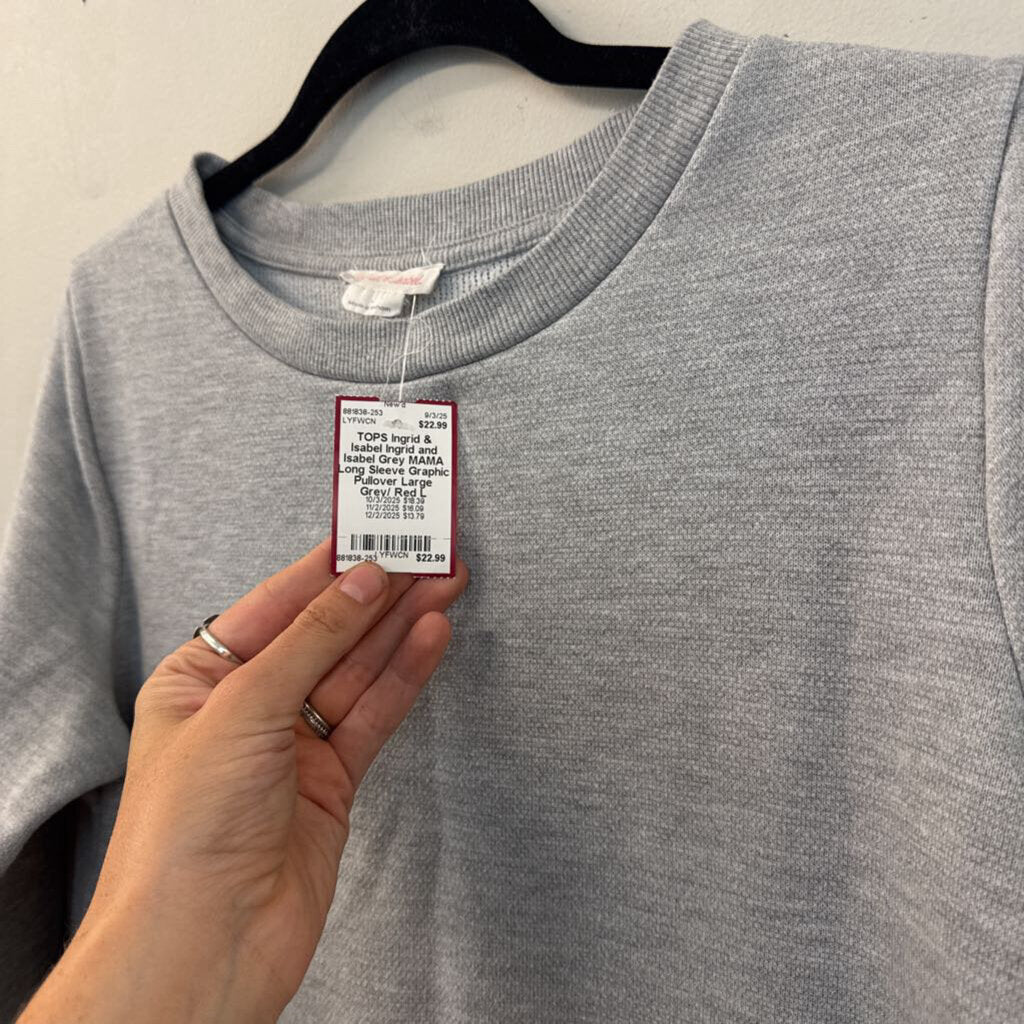 New'd
881838-253 9/3/25
LYFWCN $22.99
TOPS Ingrid &
Isabel Ingrid and
Isabel Grey MAMA
Long Sleeve Graphic
Pullover Large
Grey/ Red L
10/3/2025 $18.39
11/2/2025 $16.09
12/2/2025 $13.79
LYFWCN
881838-253 $22.99